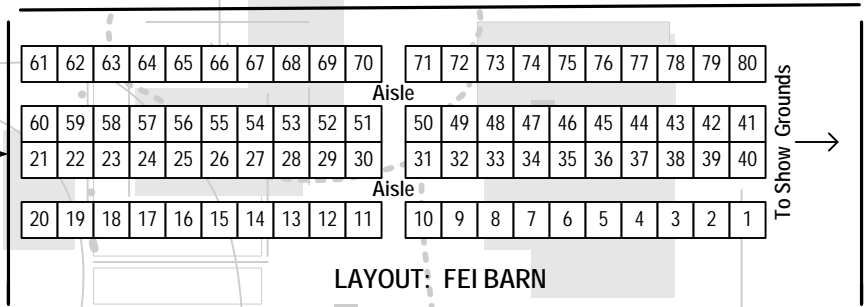 61 62 63 64 65 66 67 68 69 70 71 72 73 74 75 76 77 78 79 80
Aisle
60 59 58 57 56 55 54 53 52 51 50 49 48 47 46 45 44 43 42 41
21 22 23 24 25 26 27 28 29 30 31 32 33 34 35 36 37 38 39 40
Aisle
20 19 18 17 16 15 14 13 12 11 10 9 8 7 6 5 4 3 2 1
To Show Grounds
LAYOUT: FEI BARN